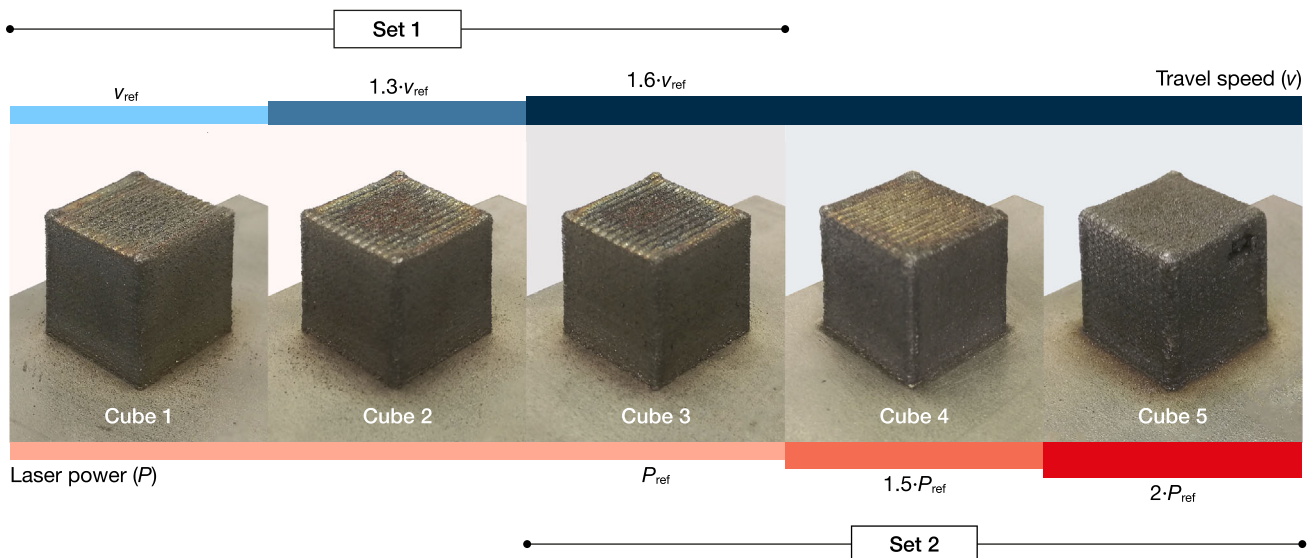 Set 1
v_ref
1.3·v_ref
1.6·v_ref
Travel speed (v)
Cube 1
Cube 2
Cube 3
Cube 4
Cube 5
Laser power (P)
P_ref
1.5·P_ref
2·P_ref
Set 2